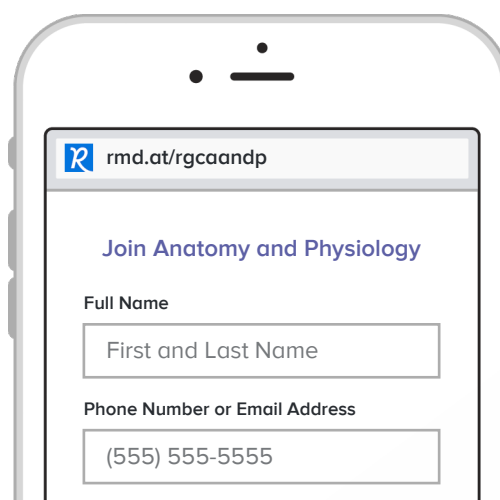 rmd.at/rgcaandp
Join Anatomy and Physiology
Full Name
First and Last Name
Phone Number or Email Address
(555) 555-5555